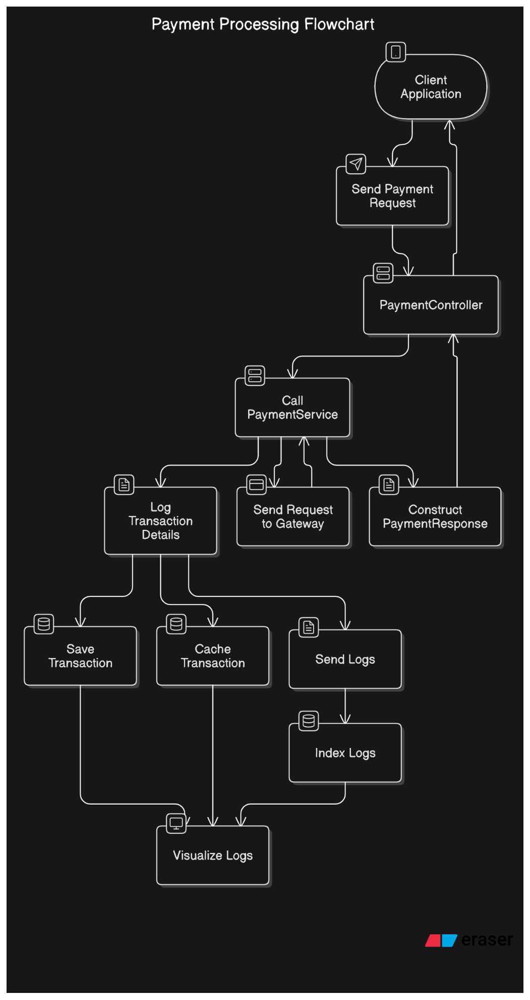 Payment Processing Flowchart
Client
Application
Send Payment
Request
PaymentController
Call
PaymentService
Log
Transaction
Details
Send Request
to Gateway
Construct
PaymentResponse
Save
Transaction
Cache
Transaction
Send Logs
Index Logs
Visualize Logs
eraser